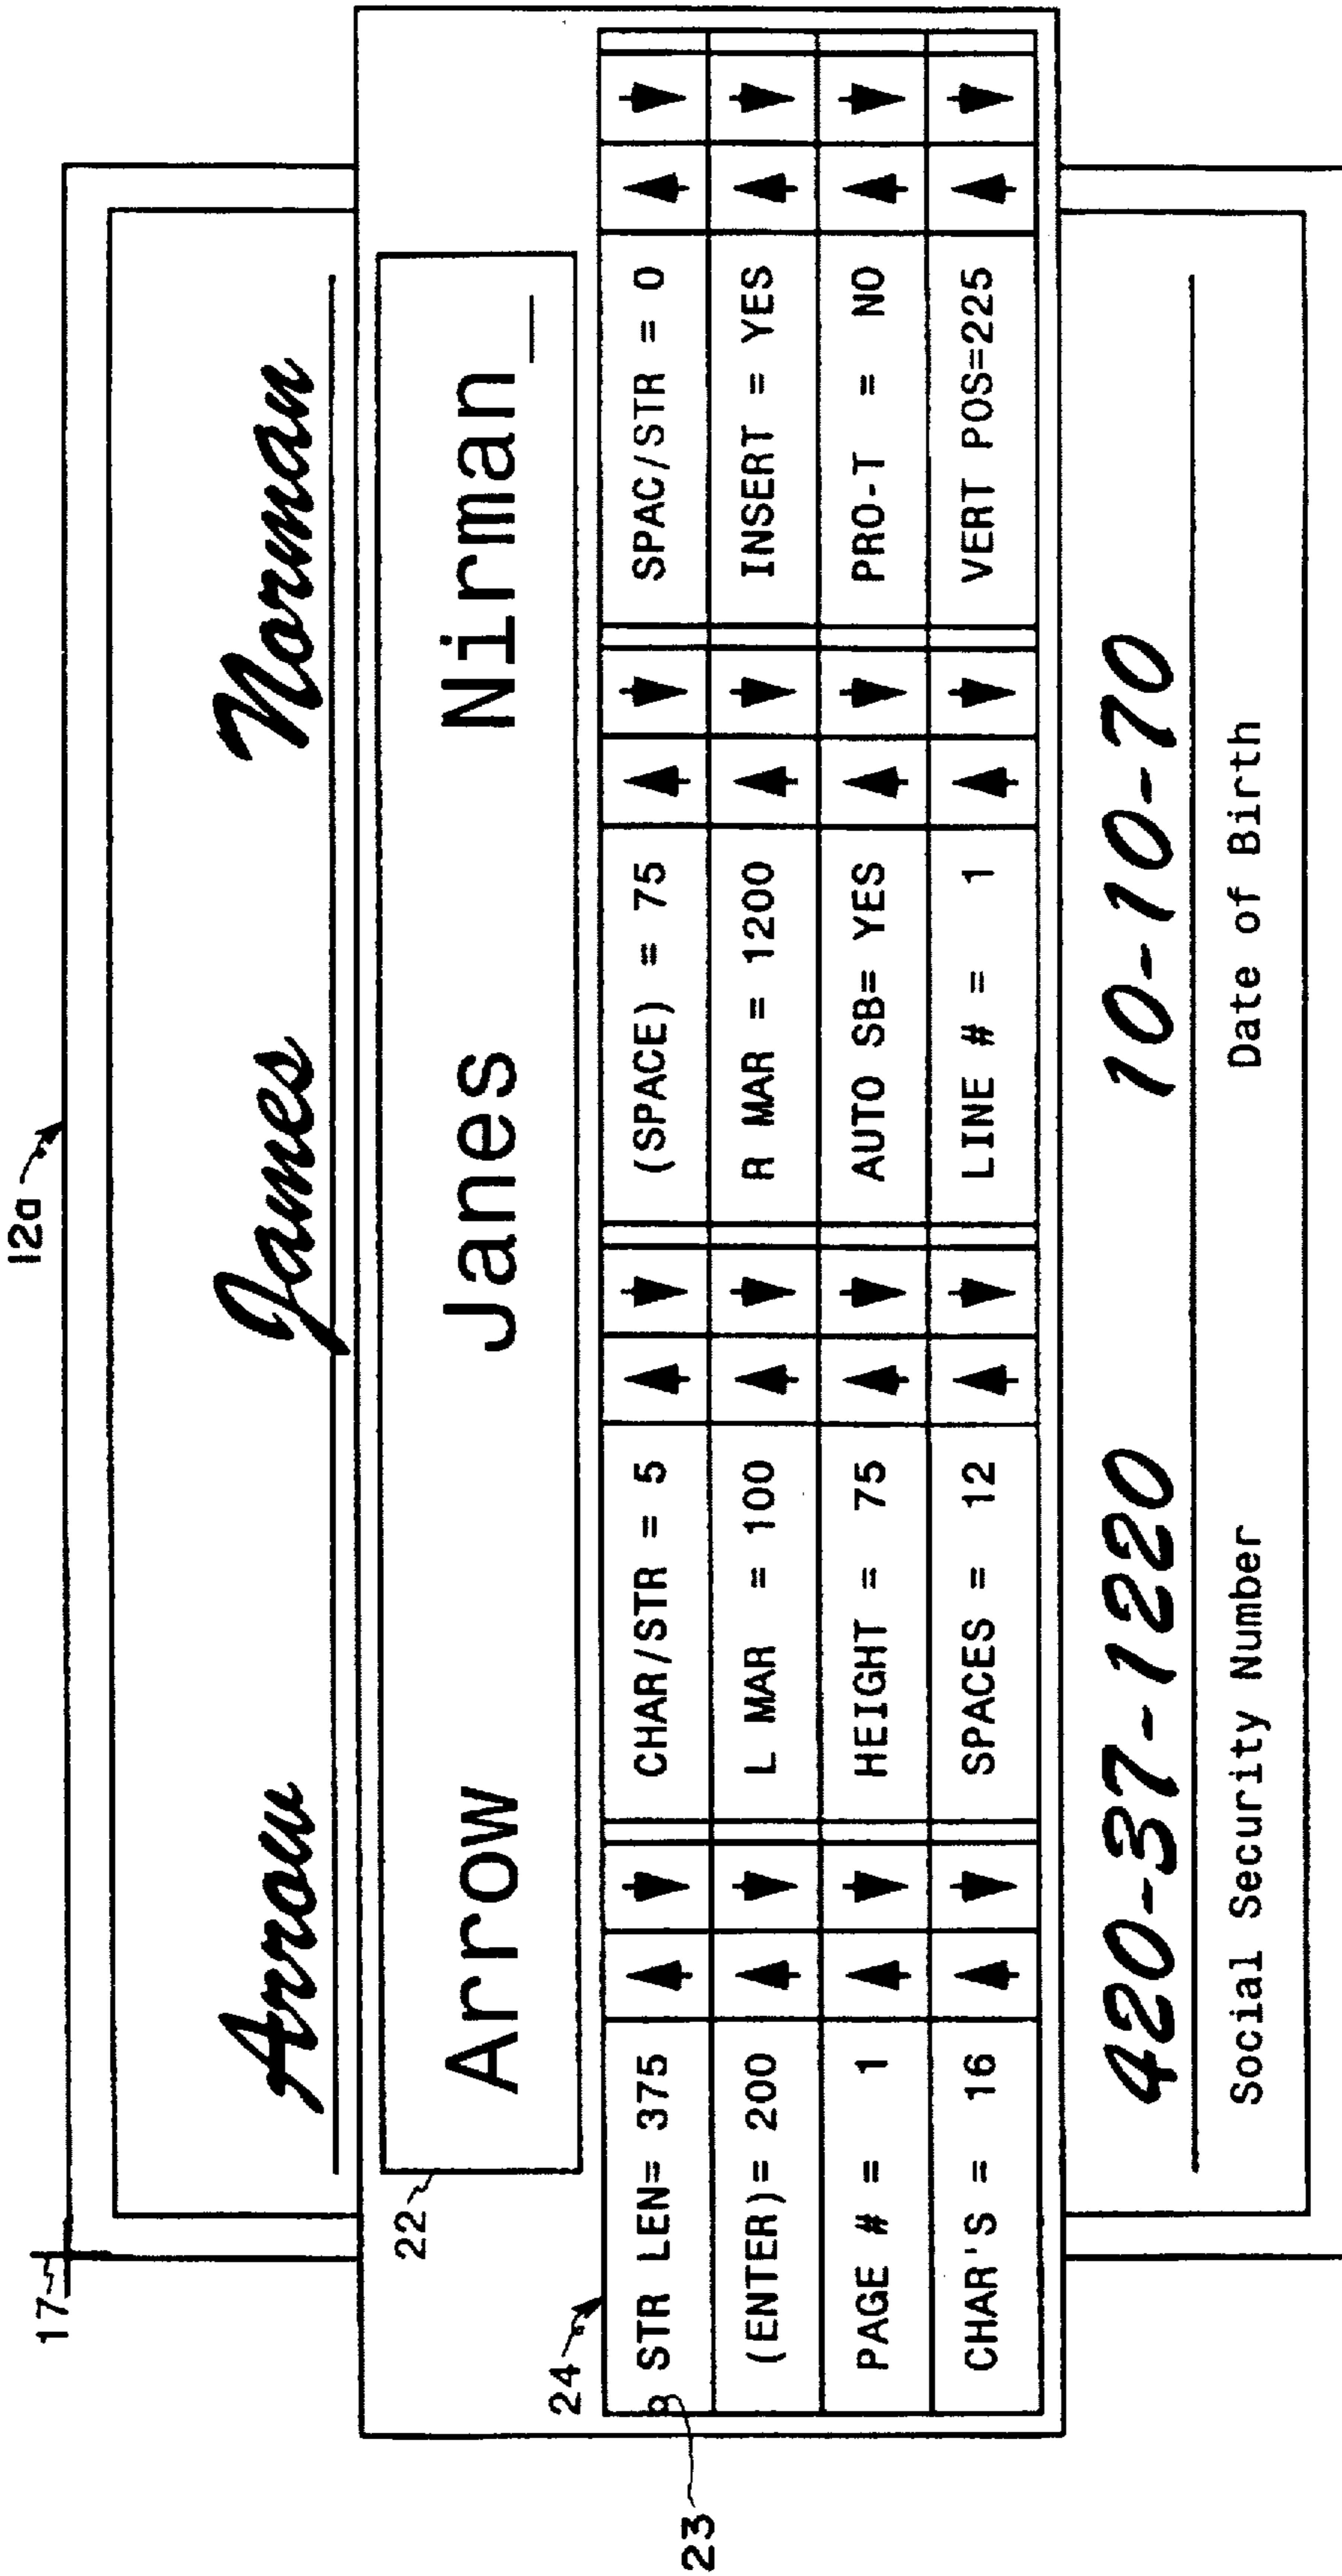 12a
17
Arrow James Norman
22
Arrow Janes Nirman_
24
STR LEN= 375 CHAR/STR = 5 (SPACE) = 75 SPAC/STR = 0
23
(ENTER)= 200 L MAR = 100 R MAR = 1200 INSERT = YES
PAGE # = 1 HEIGHT = 75 AUTO SB= YES PRO-T = NO
CHAR'S = 16 SPACES = 12 LINE # = 1 VERT POS=225
420-37-1220 10-10-70
Social Security Number Date of Birth